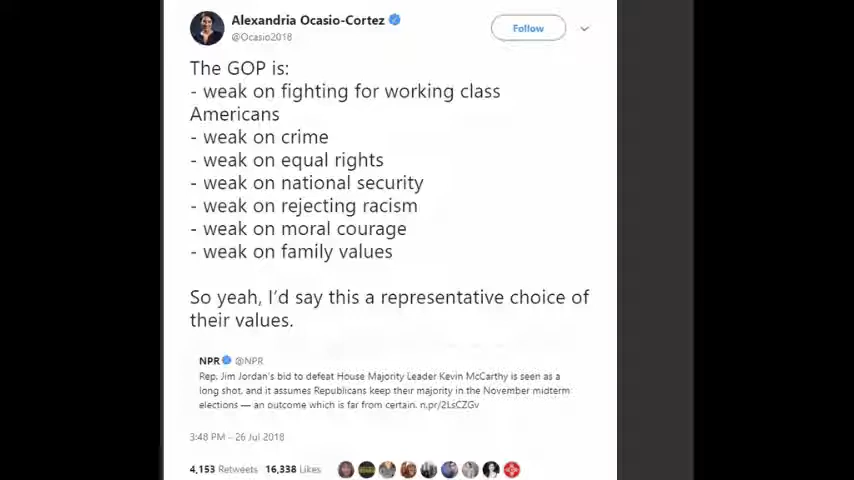 Alexandria Ocasio-Cortez
@Ocasio2018
Follow
The GOP is:
- weak on fighting for working class
Americans
- weak on crime
- weak on equal rights
- weak on national security
- weak on rejecting racism
- weak on moral courage
- weak on family values
So yeah, I'd say this a representative choice of
their values.
NPR @NPR
Rep. Jim Jordan's bid to defeat House Majority Leader Kevin McCarthy is seen as a
long shot, and it assumes Republicans keep their majority in the November midterm
elections — an outcome which is far from certain. n.pr/2LsCZGv
3:48 PM - 26 Jul 2018
4,153 Retweets 16,338 Likes